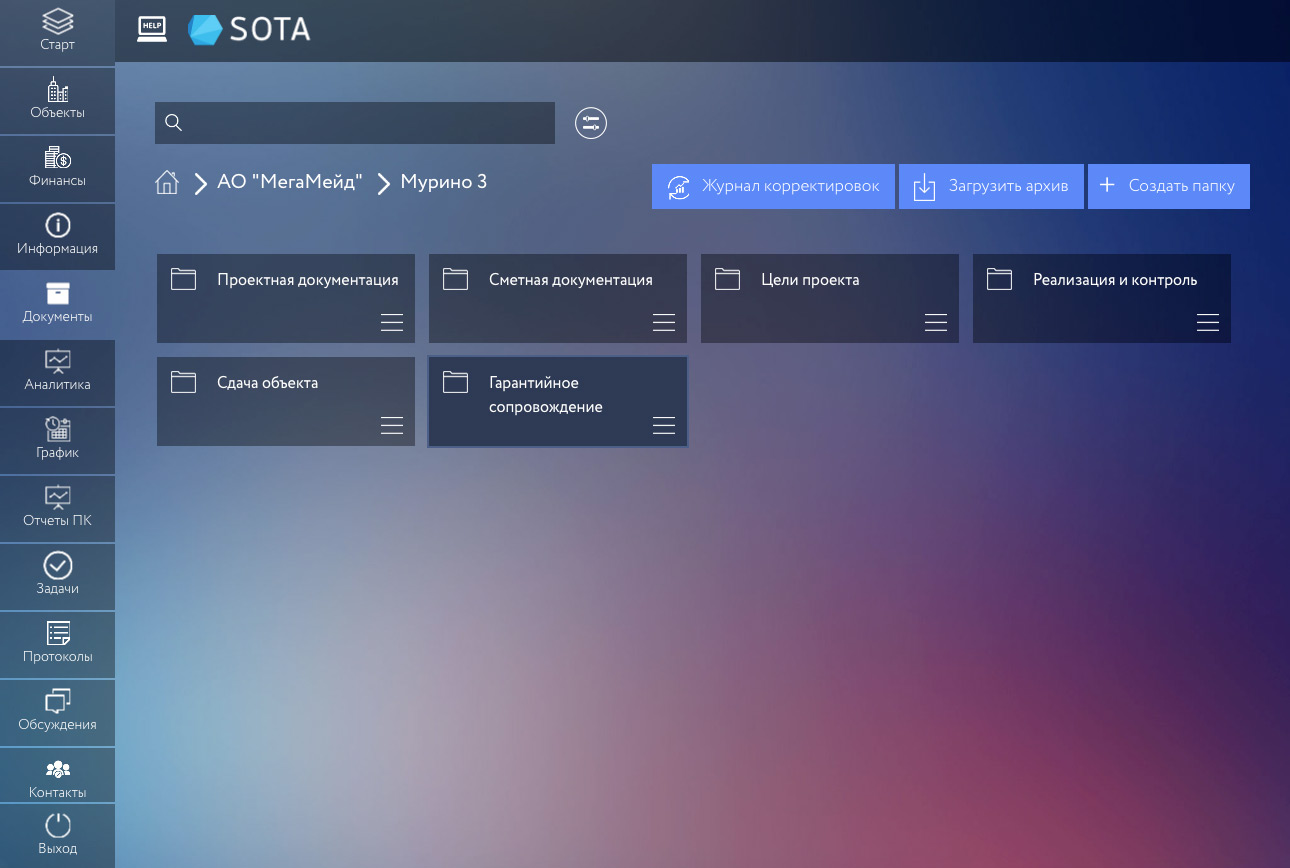 Старт
Объекты
Финансы
Информация
Документы
Аналитика
График
Отчеты ПК
Задачи
Протоколы
Обсуждения
Контакты
Выход
HELP
SOTA
АО "МегаМейд" Мурино 3
Журнал корректировок
Загрузить архив
+ Создать папку
Проектная документация
Сметная документация
Цели проекта
Реализация и контроль
Сдача объекта
Гарантийное
сопровождение